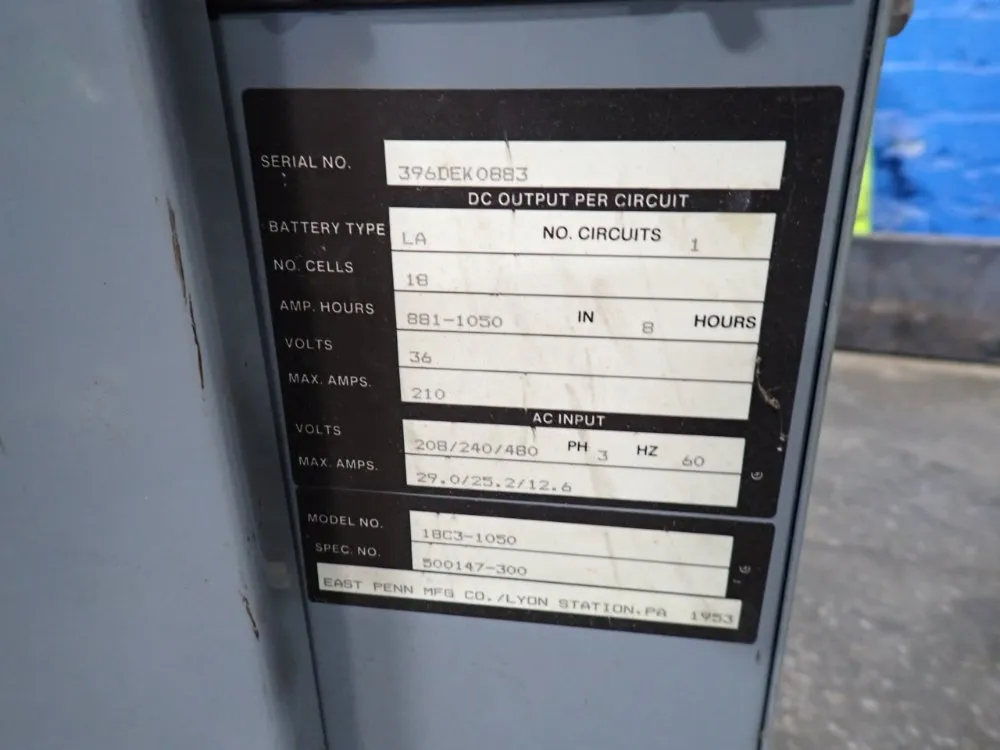 SERIAL NO. 396DEK0883
DC OUTPUT PER CIRCUIT
BATTERY TYPE LA NO. CIRCUITS 1
NO. CELLS 18
AMP. HOURS 881-1050 IN 8 HOURS
VOLTS 36
MAX. AMPS. 210
AC INPUT
VOLTS 208/240/480 PH 3 HZ 60
MAX. AMPS. 29.0/25.2/12.6
MODEL NO. 18C3-1050
SPEC. NO. 500147-300
EAST PENN MFG CO./LYON STATION.PA 1953